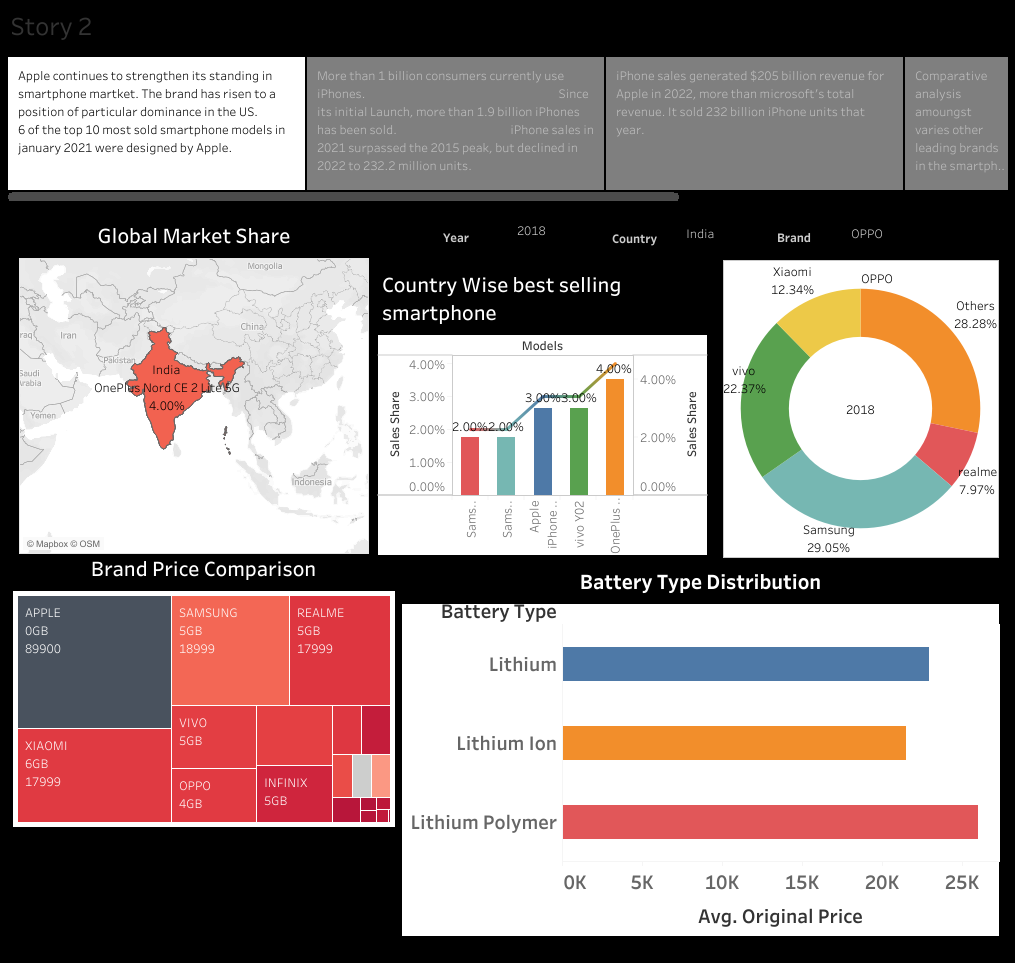 Story 2
Apple continues to strengthen its standing in
smartphone market. The brand has risen to a
position of particular dominance in the US.
6 of the top 10 most sold smartphone models in
january 2021 were designed by Apple.
More than 1 billion consumers currently use
iPhones. Since
its initial Launch, more than 1.9 billion iPhones
has been sold. iPhone sales in
2021 surpassed the 2015 peak, but declined in
2022 to 232.2 million units.
iPhone sales generated $205 billion revenue for
Apple in 2022, more than microsoft's total
revenue. It sold 232 billion iPhone units that
year.
Comparative
analysis
amongst
varies other
leading brands
in the smartph..
Global Market Share
Year
2018
Country
India
Brand
OPPO
Mongolia
China
Iran
raq
Pakistan
Saudi
rabia
Yemen
Indonesia
India
OnePlus Nord CE 2 Lite 5G
4.00%
© Mapbox © OSM
Country Wise best selling
smartphone
Models
4.00%
3.00%
2.00%
1.00%
0.00%
Sales Share
2.00%
2.00%
3.00%
3.00%
4.00%
4.00%
2.00%
0.00%
Sales Share
Sams..
Sams..
Apple
iPhone ..
vivo Y02
OnePlus ..
Xiaomi
12.34%
OPPO
Others
28.28%
vivo
22.37%
2018
realme
7.97%
Samsung
29.05%
Brand Price Comparison
APPLE
0GB
89900
SAMSUNG
5GB
18999
REALME
5GB
17999
XIAOMI
6GB
17999
VIVO
5GB
OPPO
4GB
INFINIX
5GB
Battery Type Distribution
Battery Type
Lithium
Lithium Ion
Lithium Polymer
0K
5K
10K
15K
20K
25K
Avg. Original Price